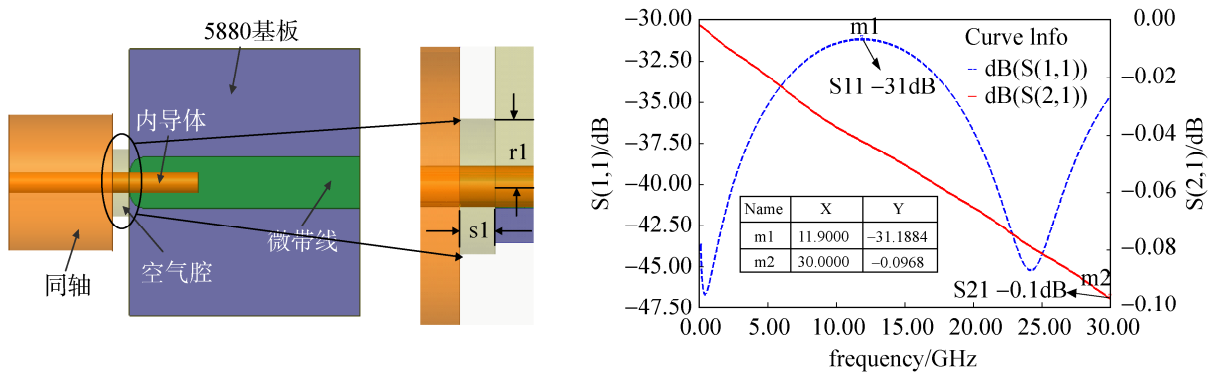 5880基板
内导体
微带线
空气腔
同轴
r1
s1
S(1,1)/dB
−30.00
−32.50
−35.00
−37.50
−40.00
−42.50
−45.00
−47.50
m1
S11 −31dB
Curve lnfo
dB(S(1,1))
dB(S(2,1))
Name X Y
m1 11.9000 −31.1884
m2 30.0000 −0.0968
m2
S21 −0.1dB
0.00
−0.02
−0.04
−0.06
−0.08
−0.10
S(2,1)/dB
0.00 5.00 10.00 15.00 20.00 25.00 30.00
frequency/GHz